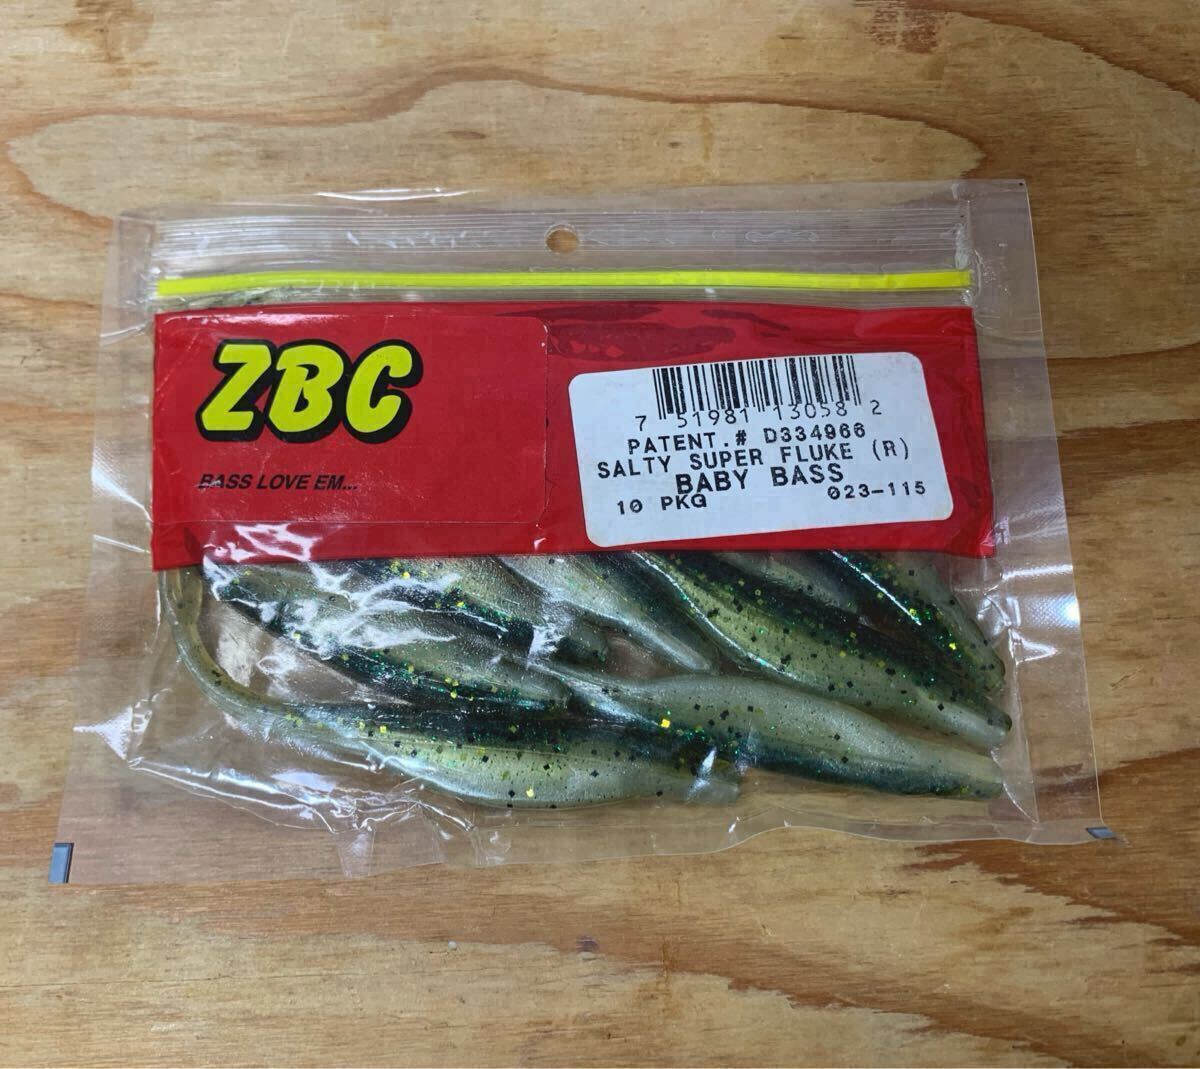 ZBC
BASS LOVE EM...
7 51981 13058 2
PATENT.# D334966
SALTY SUPER FLUKE (R)
BABY BASS
10 PKG 023-115